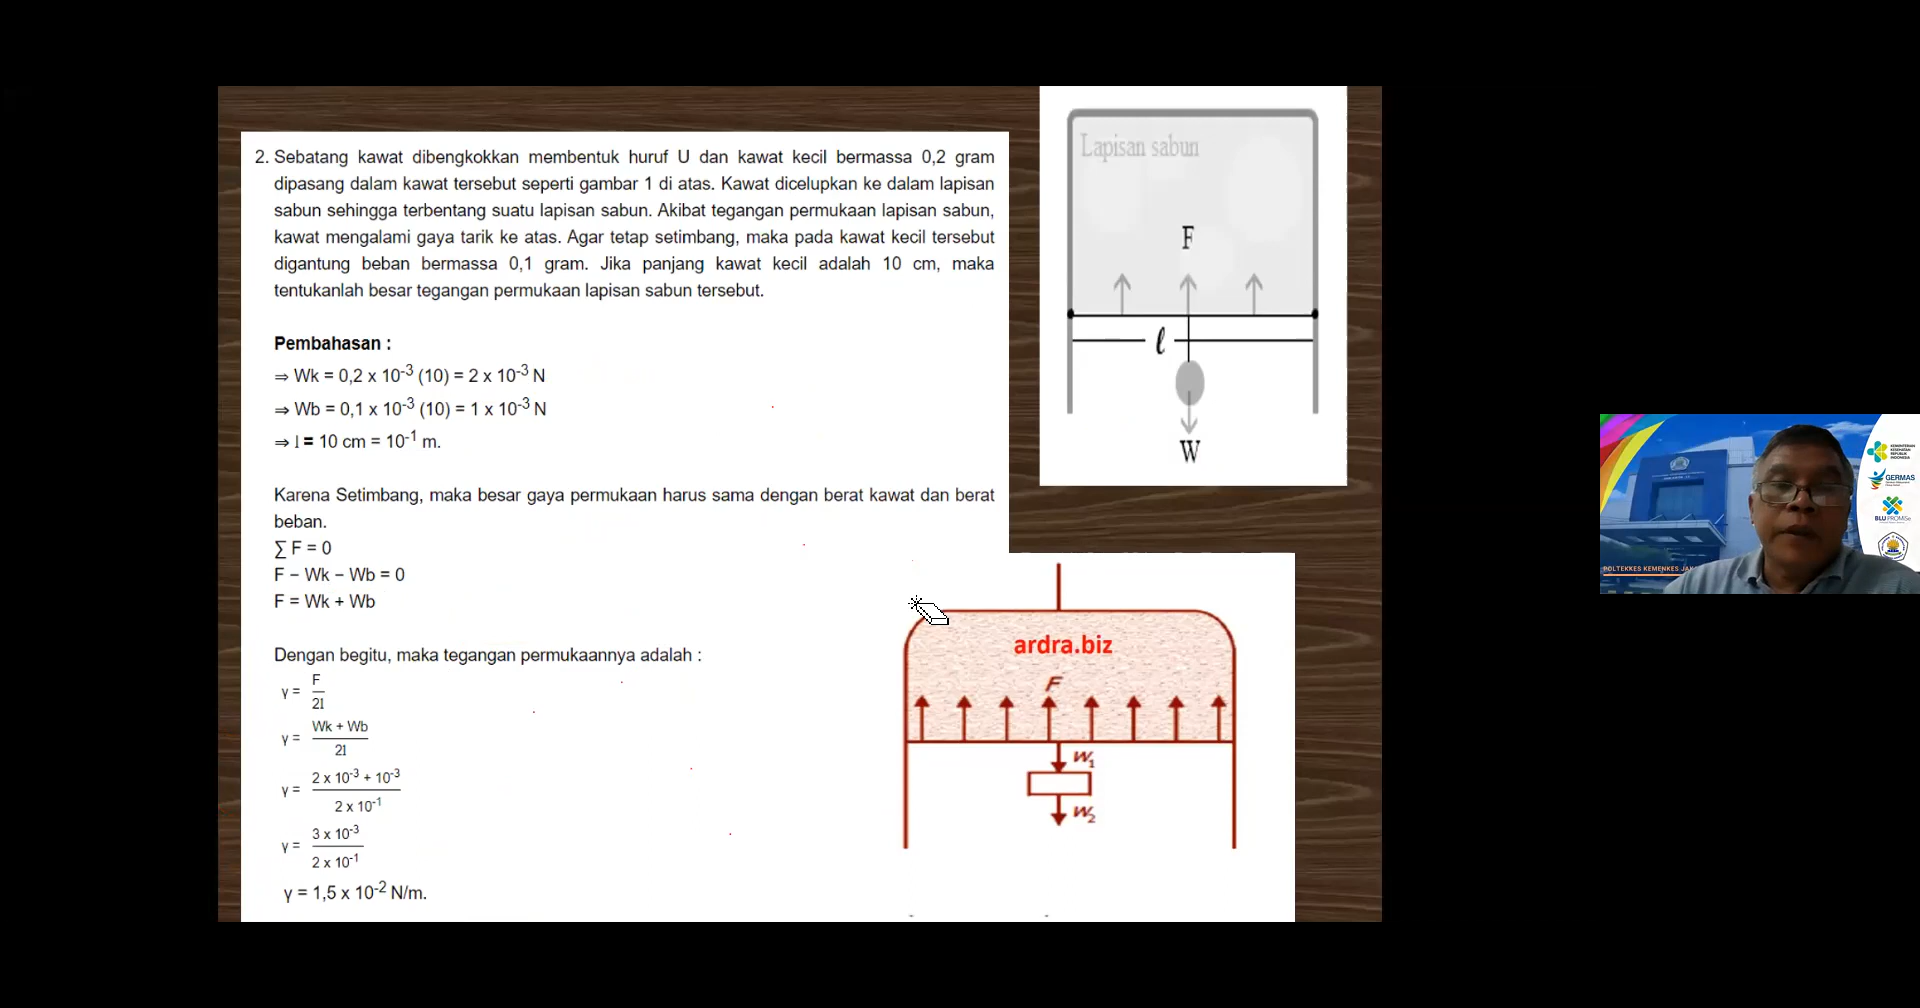 2. Sebatang kawat dibengkokkan membentuk huruf U dan kawat kecil bermassa 0,2 gram
dipasang dalam kawat tersebut seperti gambar 1 di atas. Kawat dicelupkan ke dalam lapisan
sabun sehingga terbentang suatu lapisan sabun. Akibat tegangan permukaan lapisan sabun,
kawat mengalami gaya tarik ke atas. Agar tetap setimbang, maka pada kawat kecil tersebut
digantung beban bermassa 0,1 gram. Jika panjang kawat kecil adalah 10 cm, maka
tentukanlah besar tegangan permukaan lapisan sabun tersebut.
Pembahasan :
⇒ Wk = 0,2 x 10⁻³ (10) = 2 x 10⁻³ N
⇒ Wb = 0,1 x 10⁻³ (10) = 1 x 10⁻³ N
⇒ l = 10 cm = 10⁻¹ m.
Karena Setimbang, maka besar gaya permukaan harus sama dengan berat kawat dan berat
beban.
∑ F = 0
F − Wk − Wb = 0
F = Wk + Wb
Dengan begitu, maka tegangan permukaannya adalah :
γ = F
2l
γ = Wk + Wb
2l
γ = 2 x 10⁻³ + 10⁻³
2 x 10⁻¹
γ = 3 x 10⁻³
2 x 10⁻¹
γ = 1,5 x 10⁻² N/m.
Lapisan sabun
F
ℓ
W
ardra.biz
F
W₁
W₂
GERMAS
BLU PROMISe
POLTEKKES KEMENKES JAK